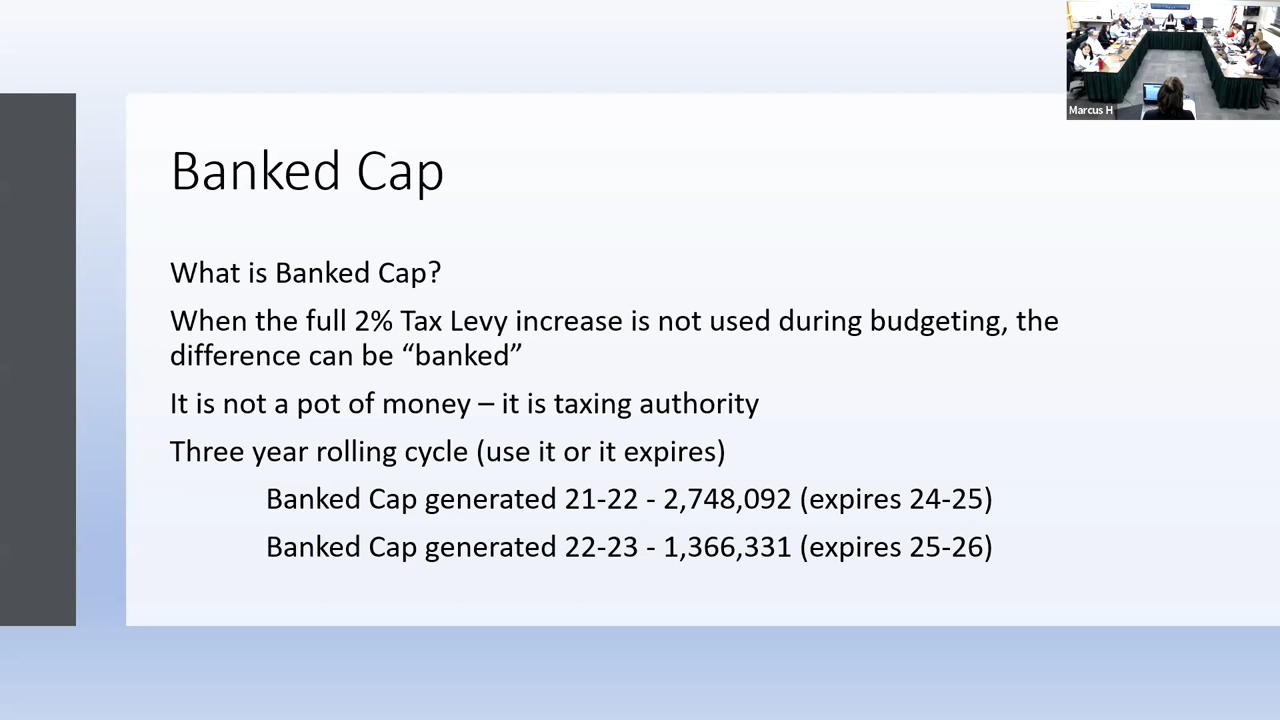 Marcus H
Banked Cap
What is Banked Cap?
When the full 2% Tax Levy increase is not used during budgeting, the
difference can be “banked”
It is not a pot of money – it is taxing authority
Three year rolling cycle (use it or it expires)
Banked Cap generated 21-22 - 2,748,092 (expires 24-25)
Banked Cap generated 22-23 - 1,366,331 (expires 25-26)